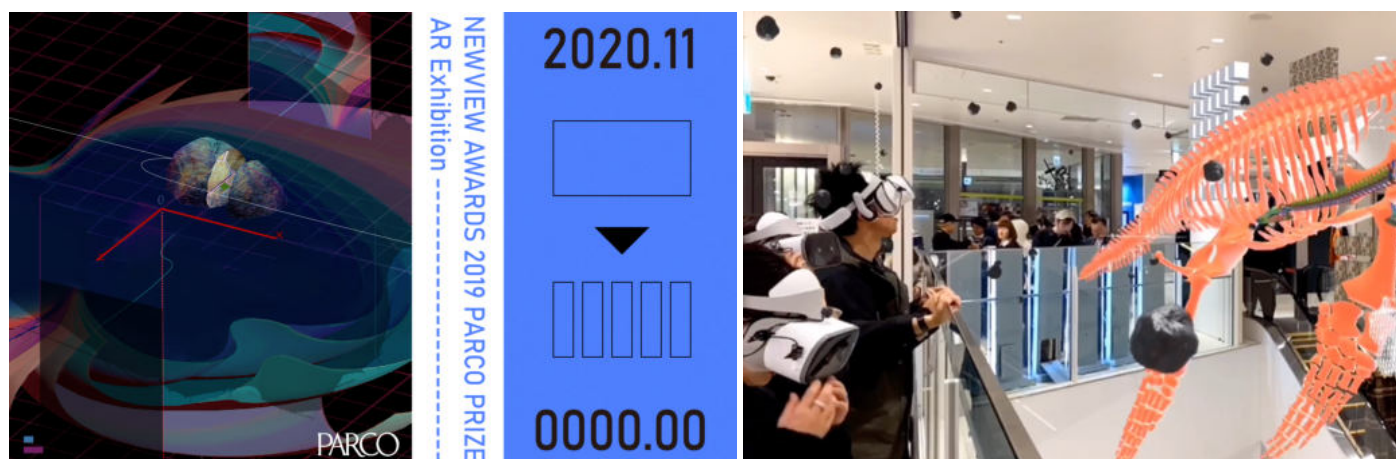 PARCO
NEWVIEW AWARDS 2019 PARCO PRIZE
AR Exhibition
2020.11
0000.00